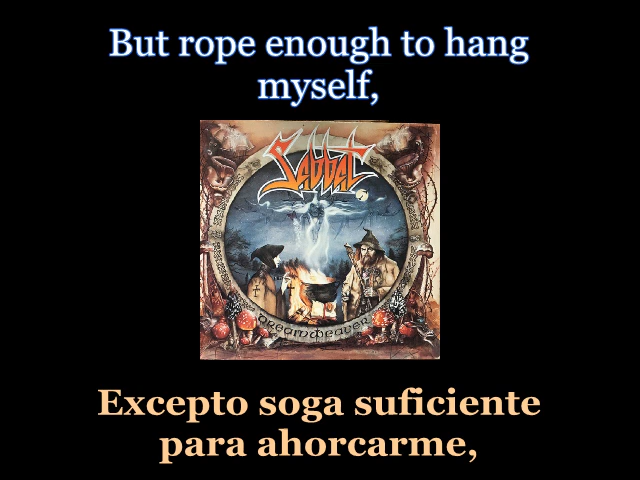 But rope enough to hang
myself,
Sabbat
DREAMWEAVER
Excepto soga suficiente
para ahorcarme,